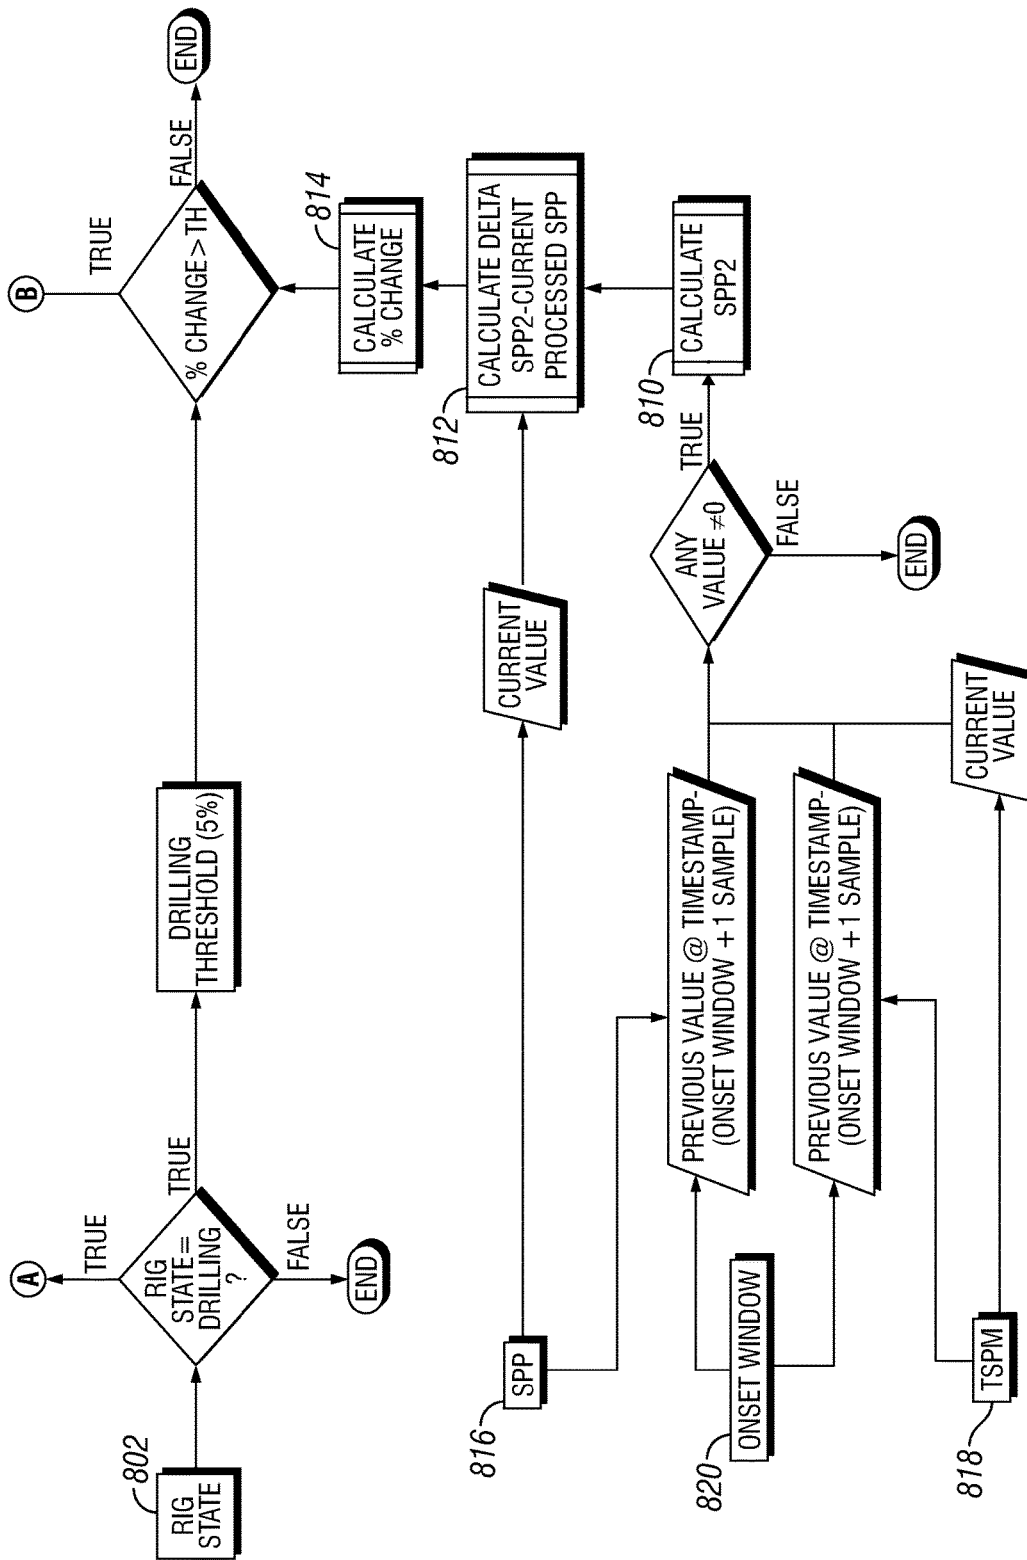 802
RIG
STATE
A
TRUE
RIG
STATE=
DRILLING
?
TRUE
FALSE
END
DRILLING
THRESHOLD (5%)
B
TRUE
% CHANGE > TH
FALSE
END
814
CALCULATE
% CHANGE
812
CALCULATE DELTA
SPP2-CURRENT
PROCESSED SPP
810
CALCULATE
SPP2
816
SPP
CURRENT
VALUE
820
ONSET WINDOW
PREVIOUS VALUE @ TIMESTAMP-
(ONSET WINDOW +1 SAMPLE)
PREVIOUS VALUE @ TIMESTAMP-
(ONSET WINDOW +1 SAMPLE)
ANY
VALUE ≠0
TRUE
FALSE
END
818
TSPM
CURRENT
VALUE